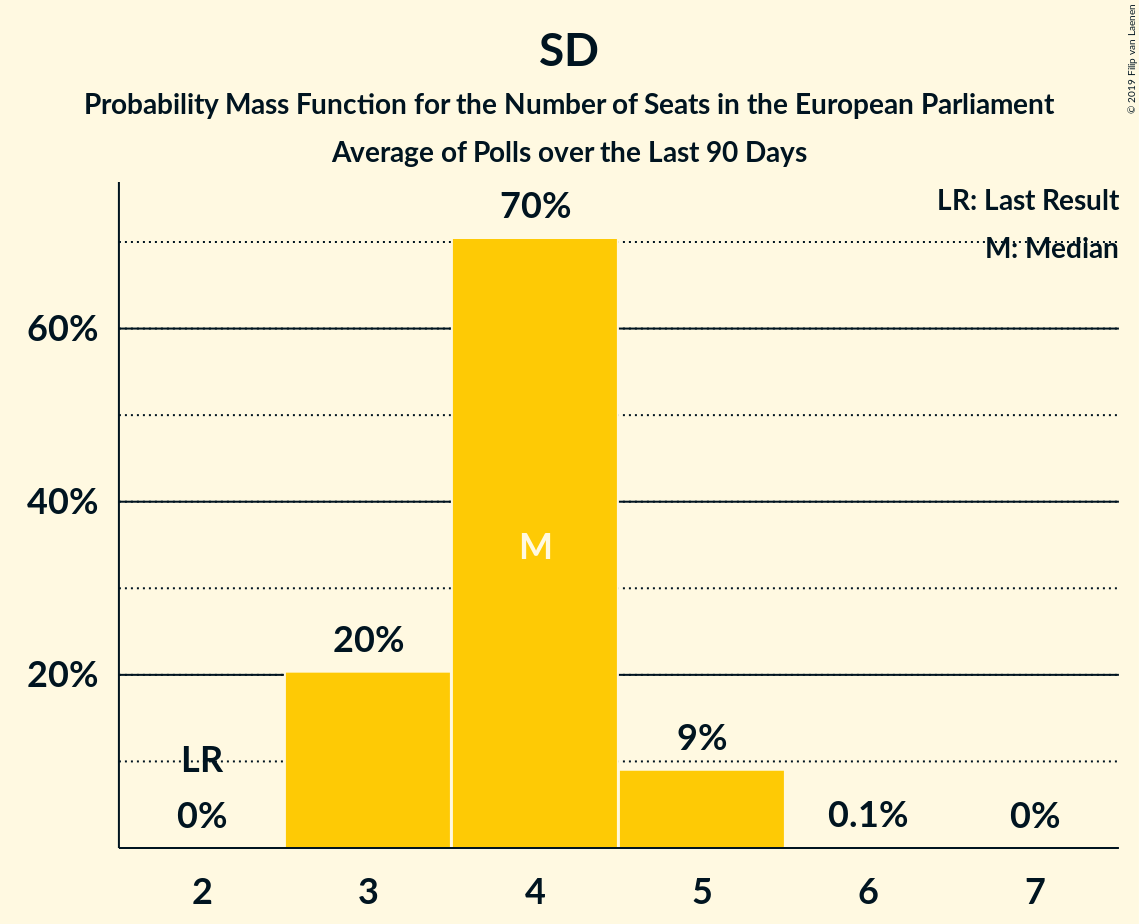 SD
Probability Mass Function for the Number of Seats in the European Parliament
Average of Polls over the Last 90 Days
© 2019 Filip van Laenen
LR: Last Result
M: Median
70%
60%
40%
M
20%
20%
9%
LR
0%
0.1%
0%
2 3 4 5 6 7